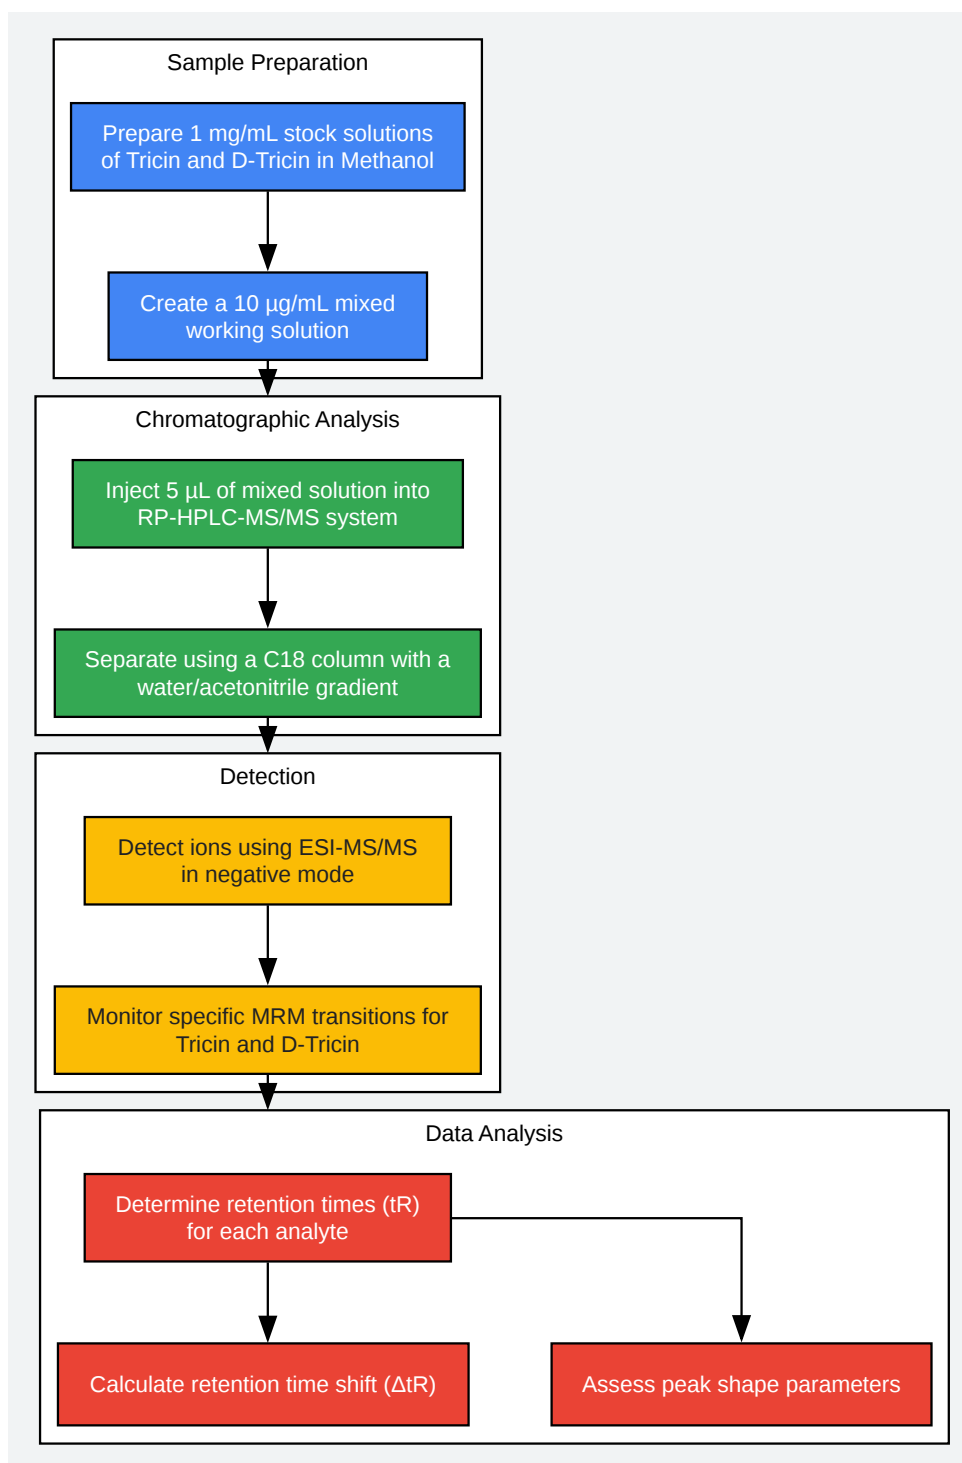 Sample Preparation
Prepare 1 mg/mL stock solutions
of Tricin and D-Tricin in Methanol
Create a 10 µg/mL mixed
working solution
Chromatographic Analysis
Inject 5 µL of mixed solution into
RP-HPLC-MS/MS system
Separate using a C18 column with a
water/acetonitrile gradient
Detection
Detect ions using ESI-MS/MS
in negative mode
Monitor specific MRM transitions for
Tricin and D-Tricin
Data Analysis
Determine retention times (tR)
for each analyte
Calculate retention time shift (ΔtR)
Assess peak shape parameters